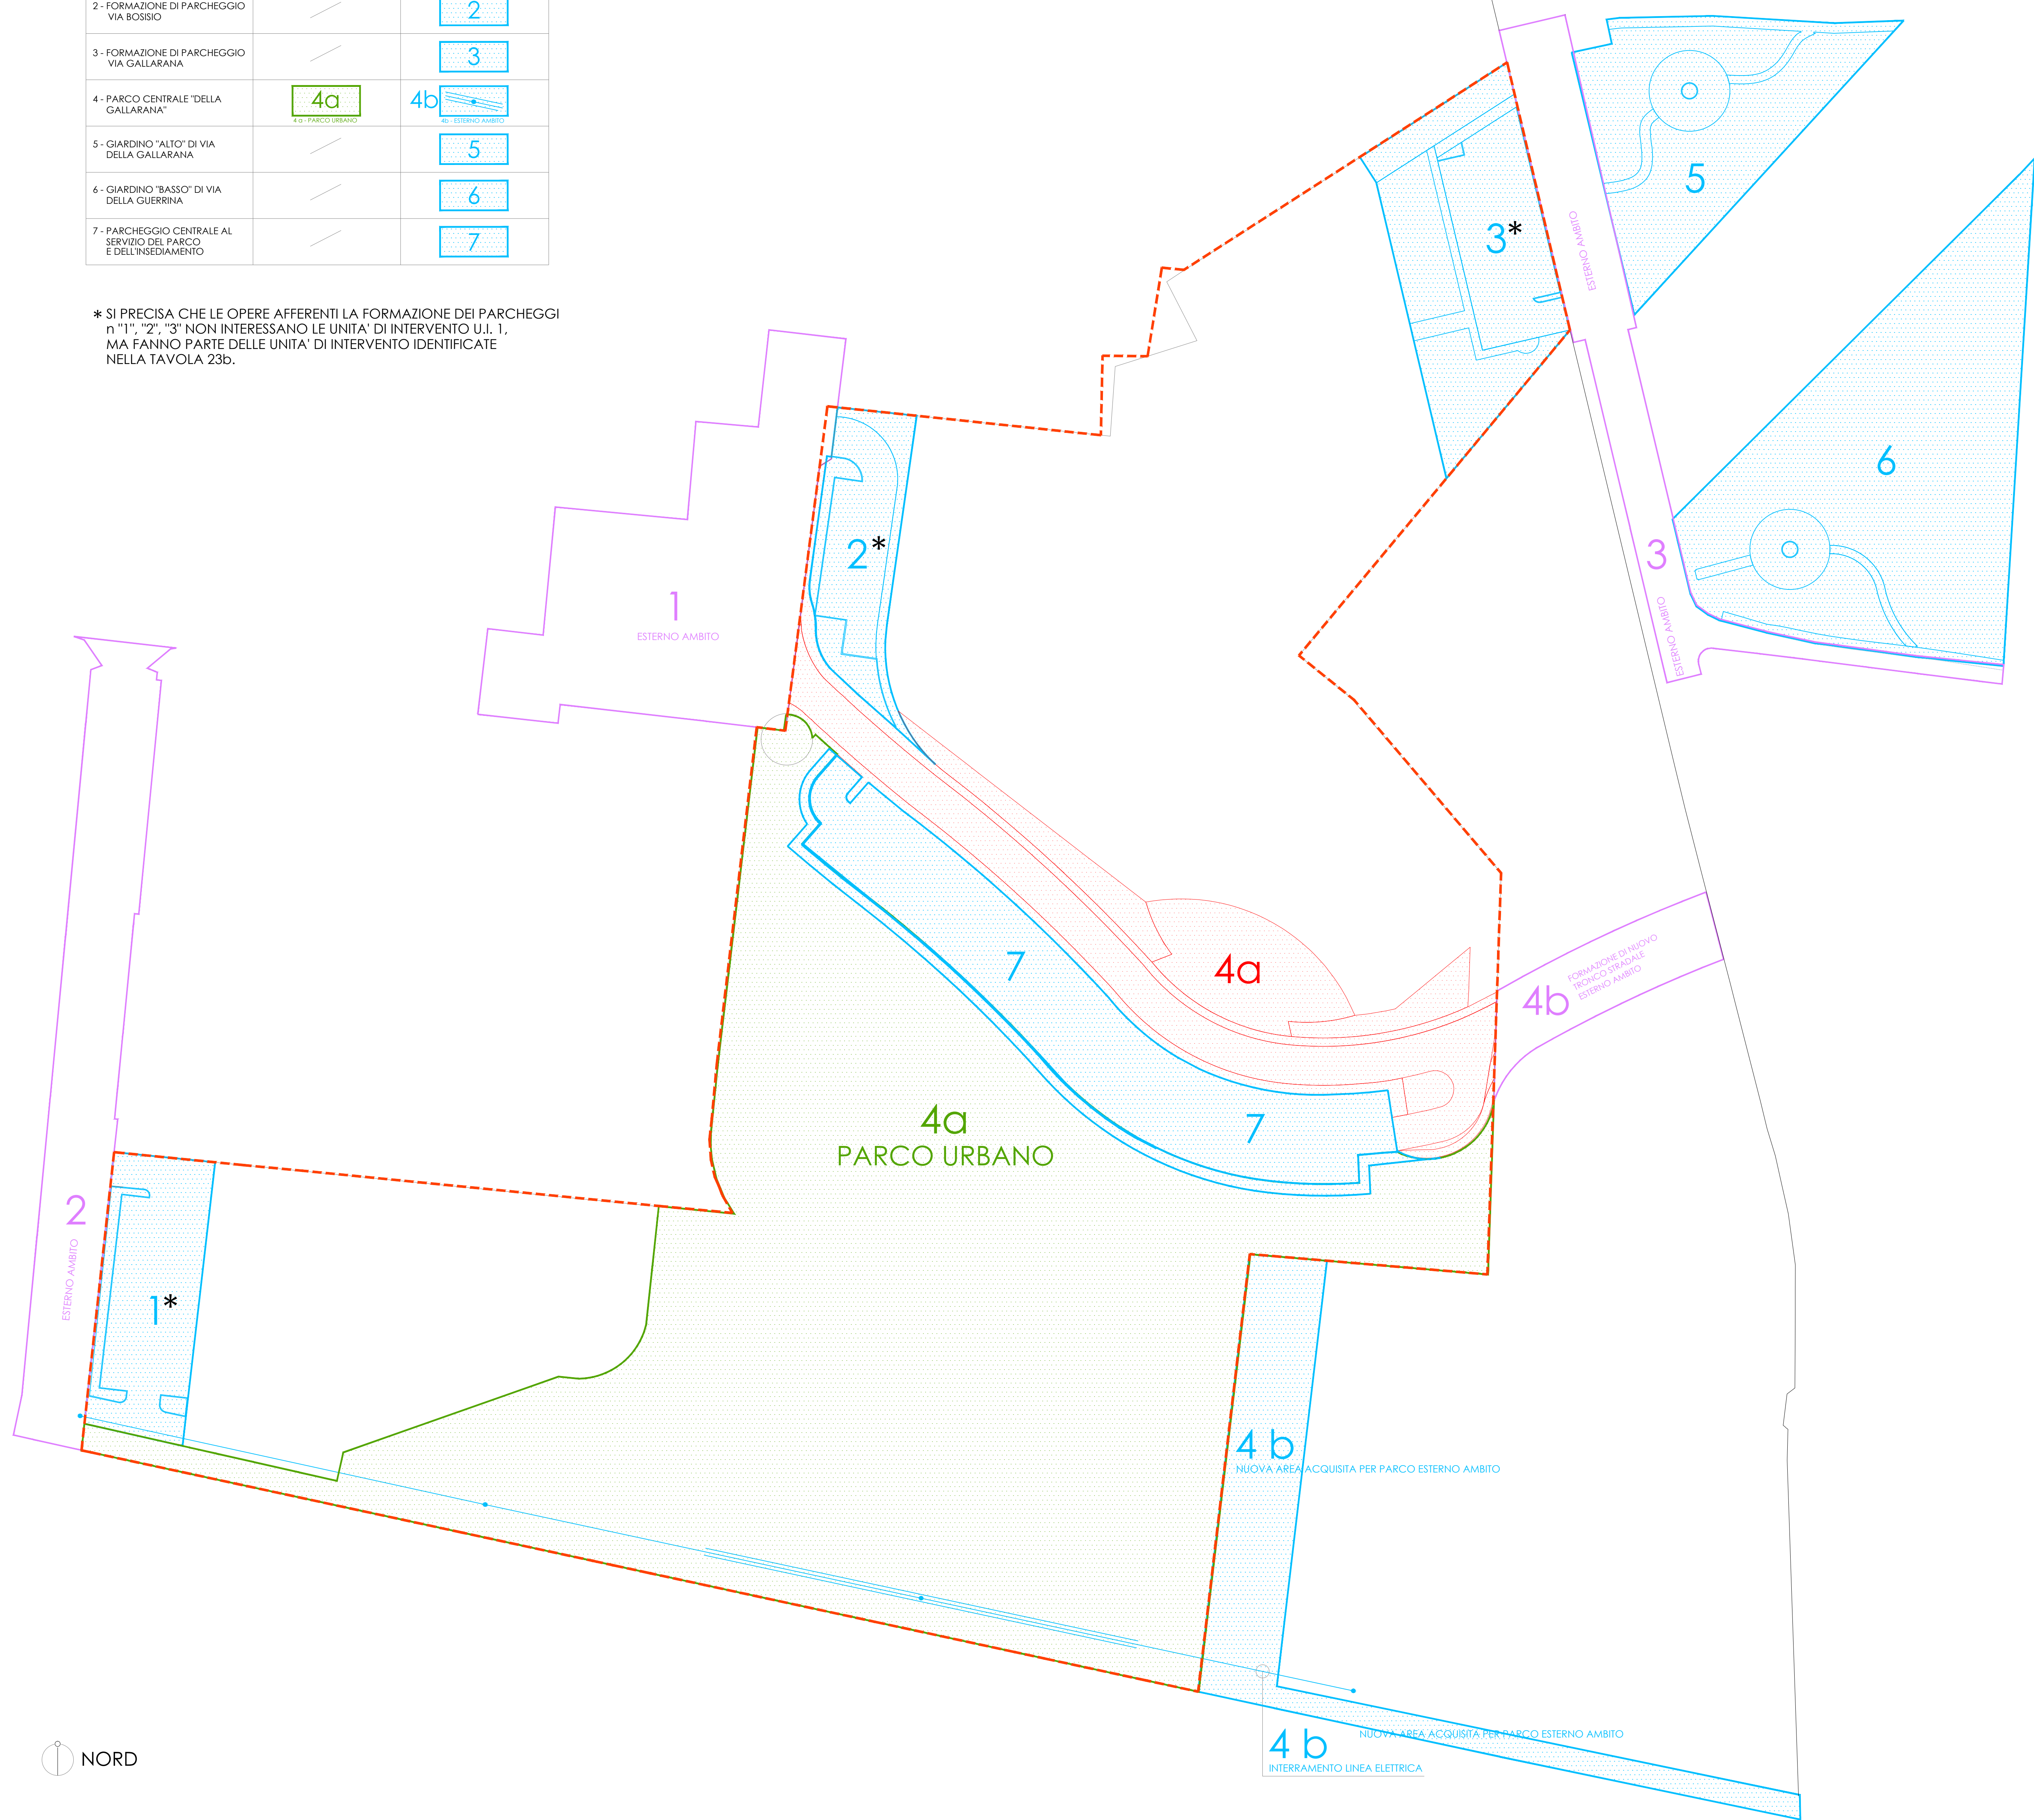 2 - FORMAZIONE DI PARCHEGGIO
VIA BOSISIO
2
3 - FORMAZIONE DI PARCHEGGIO
VIA GALLARANA
3
4 - PARCO CENTRALE "DELLA
GALLARANA"
4a
4 a - PARCO URBANO
4b
4b - ESTERNO AMBITO
5 - GIARDINO "ALTO" DI VIA
DELLA GALLARANA
5
6 - GIARDINO "BASSO" DI VIA
DELLA GUERRINA
6
7 - PARCHEGGIO CENTRALE AL
SERVIZIO DEL PARCO
E DELL'INSEDIAMENTO
7
* SI PRECISA CHE LE OPERE AFFERENTI LA FORMAZIONE DEI PARCHEGGI
n "1", "2", "3" NON INTERESSANO LE UNITA' DI INTERVENTO U.I. 1,
MA FANNO PARTE DELLE UNITA' DI INTERVENTO IDENTIFICATE
NELLA TAVOLA 23b.
5
3*
ESTERNO AMBITO
6
2*
3
ESTERNO AMBITO
1
ESTERNO AMBITO
7
4a
4b
FORMAZIONE DI NUOVO
TRONCO STRADALE
ESTERNO AMBITO
4a
PARCO URBANO
7
2
ESTERNO AMBITO
1*
4 b
NUOVA AREA ACQUISITA PER PARCO ESTERNO AMBITO
NUOVA AREA ACQUISITA PER PARCO ESTERNO AMBITO
4 b
INTERRAMENTO LINEA ELETTRICA
NORD